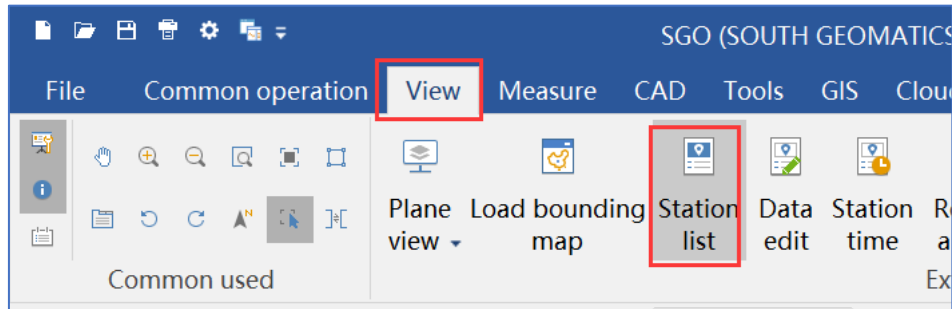 SGO (SOUTH GEOMATICS
File Common operation View Measure CAD Tools GIS Clou
Plane view Load bounding map Station list Data edit Station time
Common used